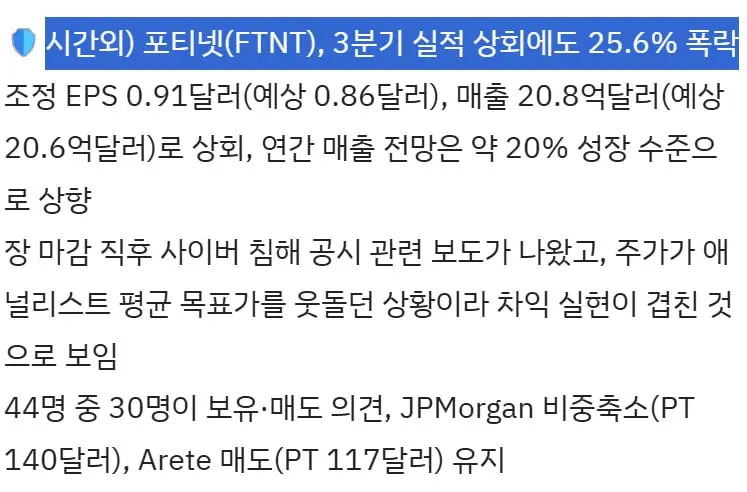 시간외) 포티넷(FTNT), 3분기 실적 상회에도 25.6% 폭락
조정 EPS 0.91달러(예상 0.86달러), 매출 20.8억달러(예상
20.6억달러)로 상회, 연간 매출 전망은 약 20% 성장 수준으
로 상향
장 마감 직후 사이버 침해 공시 관련 보도가 나왔고, 주가가 애
널리스트 평균 목표가를 웃돌던 상황이라 차익 실현이 겹친 것
으로 보임
44명 중 30명이 보유·매도 의견, JPMorgan 비중축소(PT
140달러), Arete 매도(PT 117달러) 유지